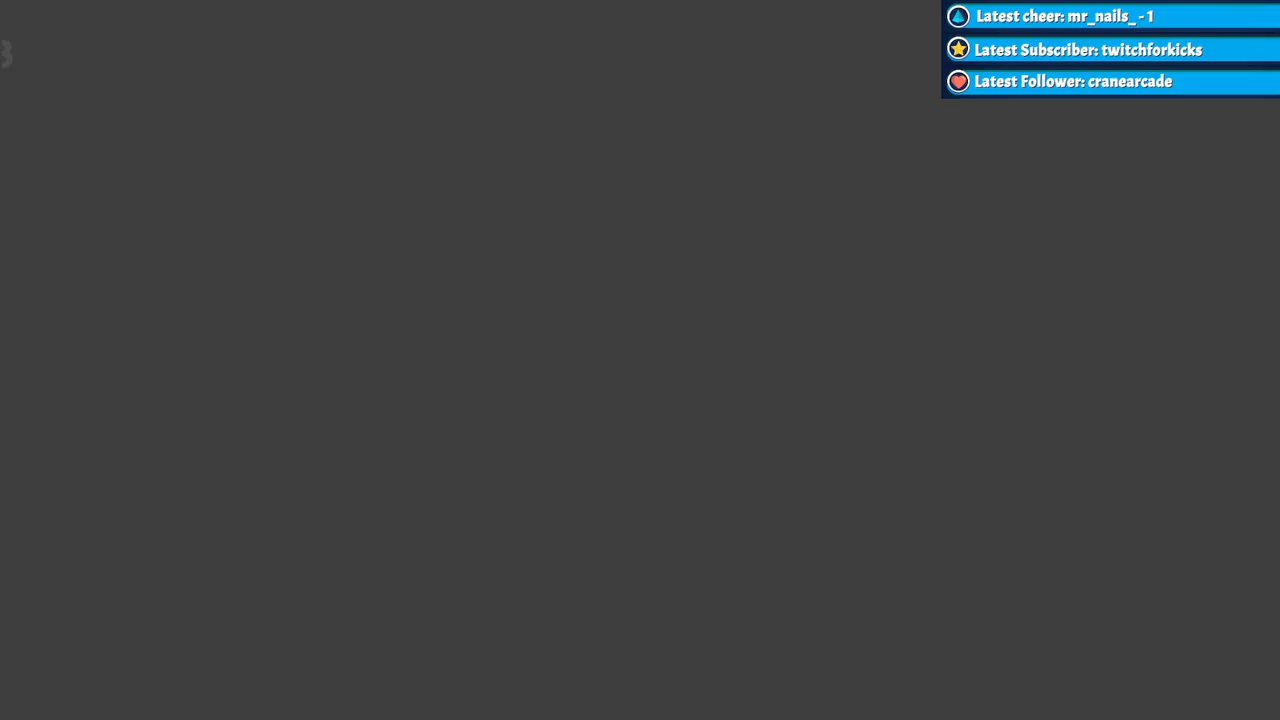 Latest cheer: mr_nails_ - 1
Latest Subscriber: twitchforkicks
Latest Follower: cranearcade